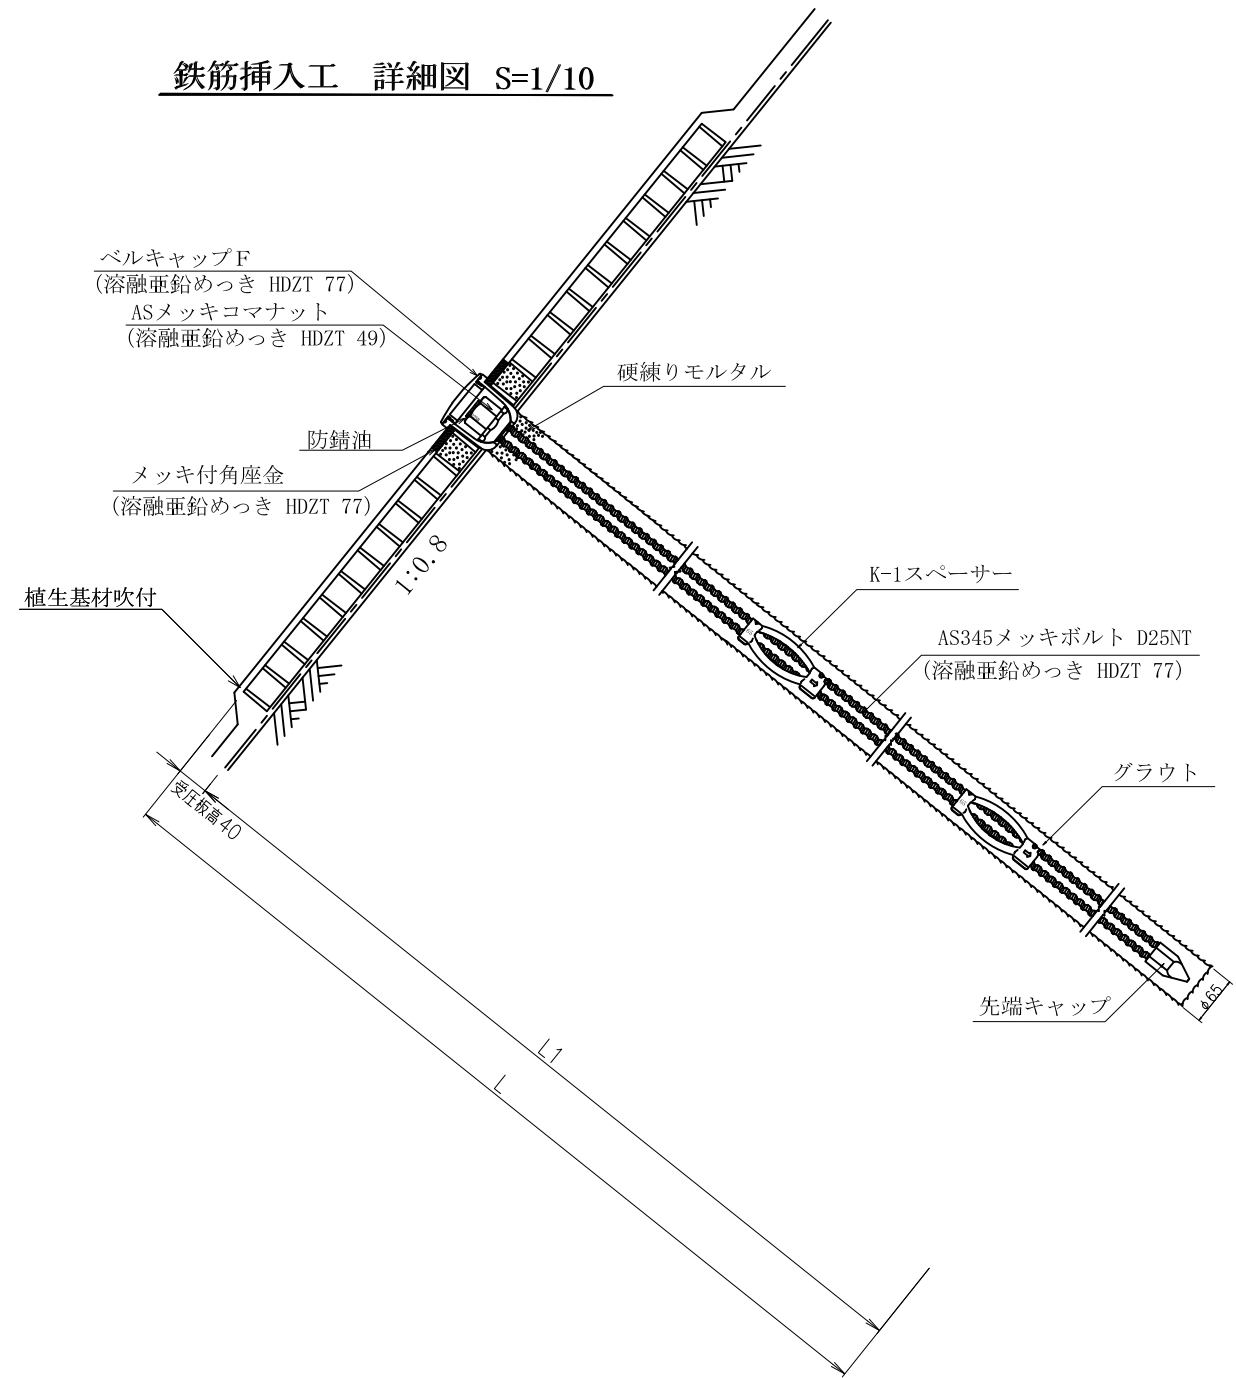 鉄筋挿入工　詳細図　S=1/10
ベルキャップＦ
(溶融亜鉛めっき HDZT 77)
ASメッキコマナット
(溶融亜鉛めっき HDZT 49)
硬練りモルタル
防錆油
メッキ付角座金
(溶融亜鉛めっき HDZT 77)
1:0.8
K-1スペーサー
植生基材吹付
AS345メッキボルト D25NT
(溶融亜鉛めっき HDZT 77)
グラウト
受圧板高40
φ65
先端キャップ
L1
L